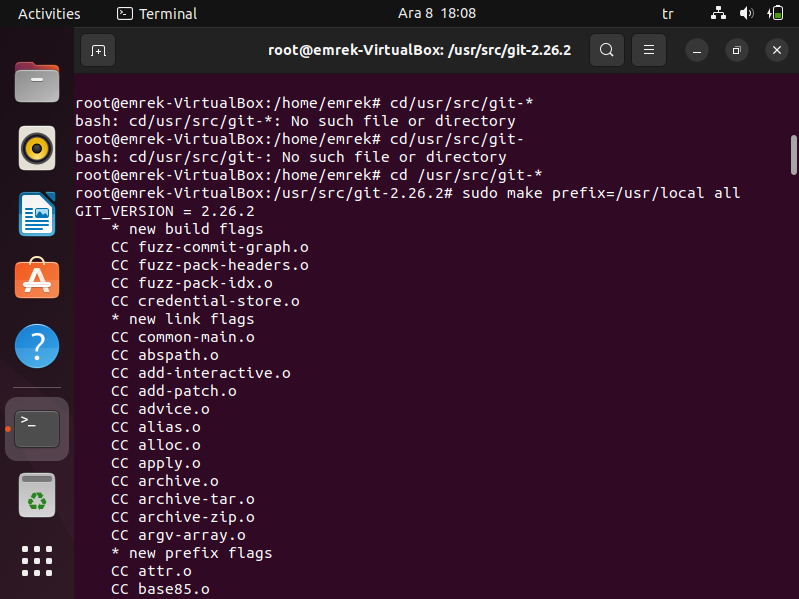 Activities
Terminal
Ara 8 18:08
tr
root@emrek-VirtualBox: /usr/src/git-2.26.2
root@emrek-VirtualBox:/home/emrek# cd/usr/src/git-*
bash: cd/usr/src/git-*: No such file or directory
root@emrek-VirtualBox:/home/emrek# cd/usr/src/git-
bash: cd/usr/src/git-: No such file or directory
root@emrek-VirtualBox:/home/emrek# cd /usr/src/git-*
root@emrek-VirtualBox:/usr/src/git-2.26.2# sudo make prefix=/usr/local all
GIT_VERSION = 2.26.2
    * new build flags
    CC fuzz-commit-graph.o
    CC fuzz-pack-headers.o
    CC fuzz-pack-idx.o
    CC credential-store.o
    * new link flags
    CC common-main.o
    CC abspath.o
    CC add-interactive.o
    CC add-patch.o
    CC advice.o
    CC alias.o
    CC alloc.o
    CC apply.o
    CC archive.o
    CC archive-tar.o
    CC archive-zip.o
    CC argv-array.o
    * new prefix flags
    CC attr.o
    CC base85.o